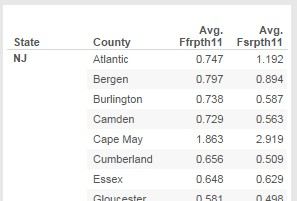 Avg. Avg.
State County Ffrpth11 Fsrpth11
NJ Atlantic 0.747 1.192
Bergen 0.797 0.894
Burlington 0.738 0.587
Camden 0.729 0.563
Cape May 1.863 2.919
Cumberland 0.656 0.509
Essex 0.648 0.629
Gloucester 0.581 0.498